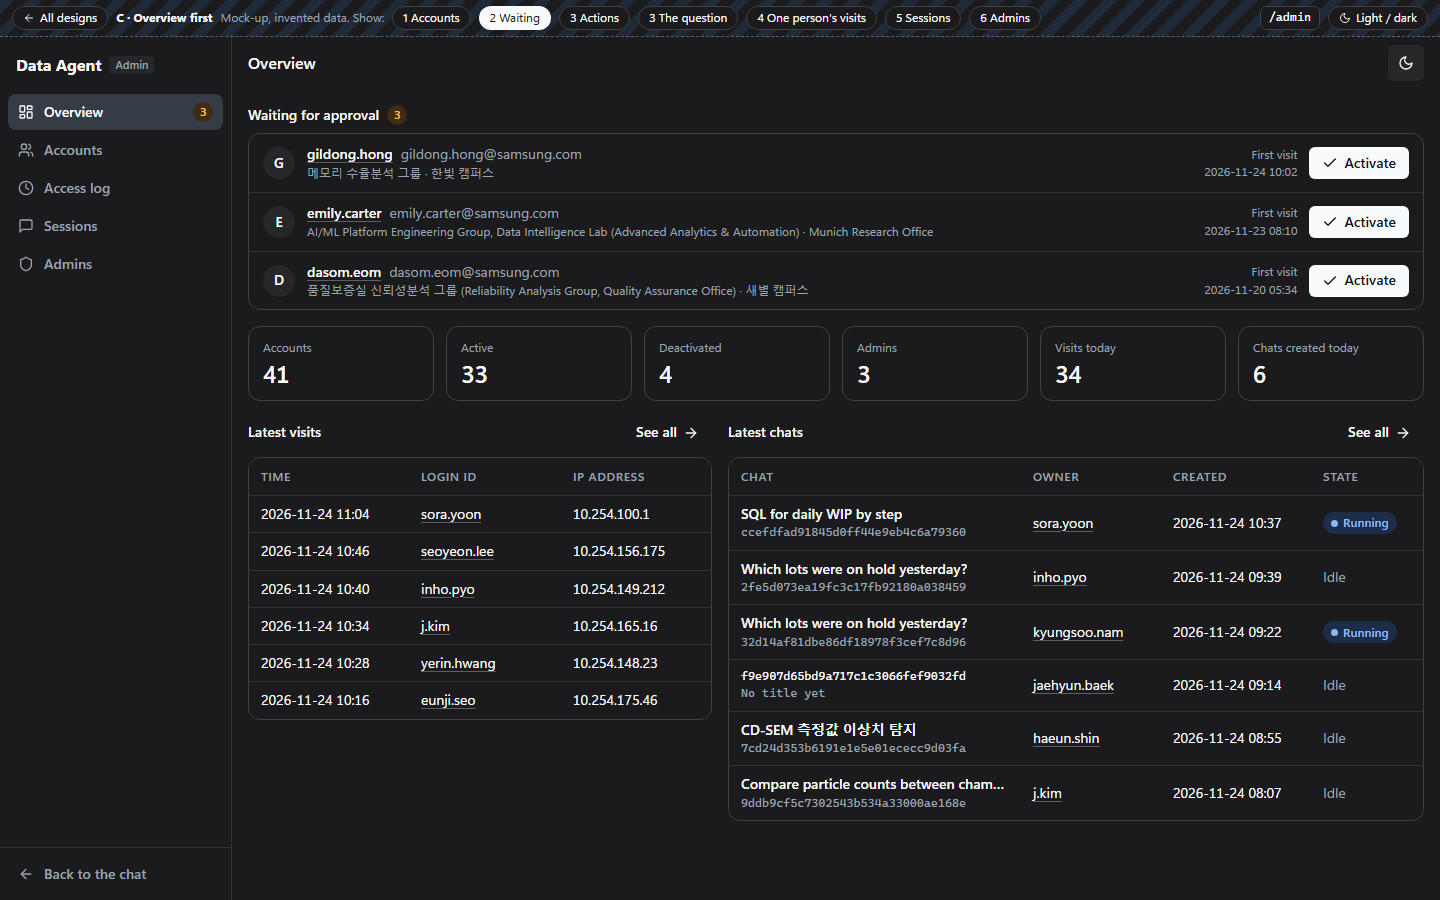 All designs
C · Overview first
Mock-up, invented data. Show:
1 Accounts
2 Waiting
3 Actions
3 The question
4 One person's visits
5 Sessions
6 Admins
/admin
Light / dark
Data Agent
Admin
Overview
3
Accounts
Access log
Sessions
Admins
Back to the chat
Overview
Waiting for approval 3
G
gildong.hong gildong.hong@samsung.com
메모리 수율분석 그룹 · 한빛 캠퍼스
First visit
2026-11-24 10:02
Activate
E
emily.carter emily.carter@samsung.com
AI/ML Platform Engineering Group, Data Intelligence Lab (Advanced Analytics & Automation) · Munich Research Office
First visit
2026-11-23 08:10
Activate
D
dasom.eom dasom.eom@samsung.com
품질보증실 신뢰성분석 그룹 (Reliability Analysis Group, Quality Assurance Office) · 새별 캠퍼스
First visit
2026-11-20 05:34
Activate
Accounts
41
Active
33
Deactivated
4
Admins
3
Visits today
34
Chats created today
6
Latest visits
See all
TIME LOGIN ID IP ADDRESS
2026-11-24 11:04 sora.yoon 10.254.100.1
2026-11-24 10:46 seoyeon.lee 10.254.156.175
2026-11-24 10:40 inho.pyo 10.254.149.212
2026-11-24 10:34 j.kim 10.254.165.16
2026-11-24 10:28 yerin.hwang 10.254.148.23
2026-11-24 10:16 eunji.seo 10.254.175.46
Latest chats
See all
CHAT OWNER CREATED STATE
SQL for daily WIP by step
ccefdfad91845d0ff44e9eb4c6a79360
sora.yoon 2026-11-24 10:37 Running
Which lots were on hold yesterday?
2fe5d073ea19fc3c17fb92180a038459
inho.pyo 2026-11-24 09:39 Idle
Which lots were on hold yesterday?
32d14af81dbe86df18978f3cef7c8d96
kyungsoo.nam 2026-11-24 09:22 Running
f9e907d65bd9a717c1c3066fef9032fd
No title yet
jaehyun.baek 2026-11-24 09:14 Idle
CD-SEM 측정값 이상치 탐지
7cd24d353b6191e1e5e01ececc9d03fa
haeun.shin 2026-11-24 08:55 Idle
Compare particle counts between cham...
9ddb9cf5c7302543b534a33000ae168e
j.kim 2026-11-24 08:07 Idle